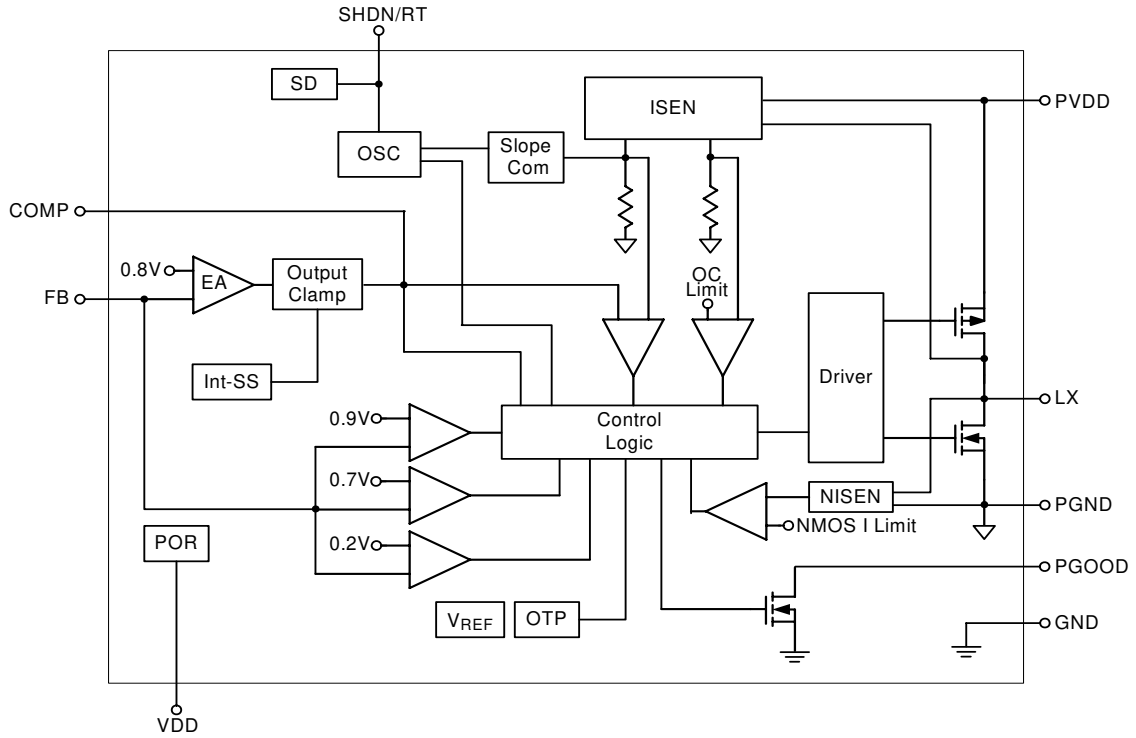 SHDN/RT
SD
ISEN
PVDD
OSC
Slope
Com
COMP
0.8V
EA
Output
Clamp
OC
Limit
FB
Int-SS
Driver
LX
0.9V
Control
Logic
0.7V
NISEN
PGND
NMOS I Limit
POR
0.2V
PGOOD
VREF
OTP
GND
VDD